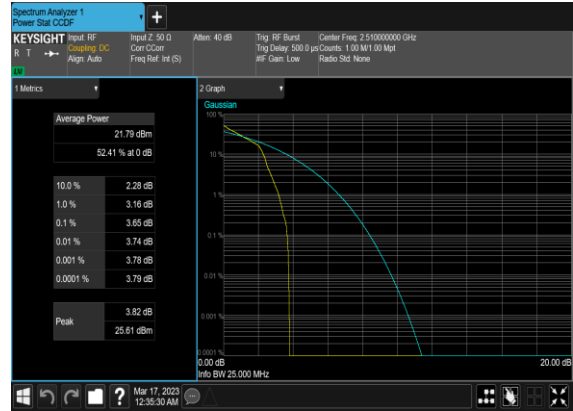 Spectrum Analyzer 1
Power Stat CCDF
KEYSIGHT
R T
LXI
Input: RF
Coupling: DC
Align: Auto
Input Z: 50 Ω
Corr CCorr
Freq Ref: Int (S)
Atten: 40 dB
Trig: RF Burst
Trig Delay: 500.0 µs
#IF Gain: Low
Center Freq: 2.510000000 GHz
Counts: 1.00 M/1.00 Mpt
Radio Std: None
1 Metrics
Average Power
21.79 dBm
52.41 % at 0 dB
10.0 % 2.28 dB
1.0 % 3.16 dB
0.1 % 3.65 dB
0.01 % 3.74 dB
0.001 % 3.78 dB
0.0001 % 3.79 dB
Peak
3.82 dB
25.61 dBm
2 Graph
Gaussian
100 %
10 %
1 %
0.1 %
0.01 %
0.001 %
0.0001 %
0.00 dB
20.00 dB
Info BW 25.000 MHz
Mar 17, 2023
12:35:30 AM